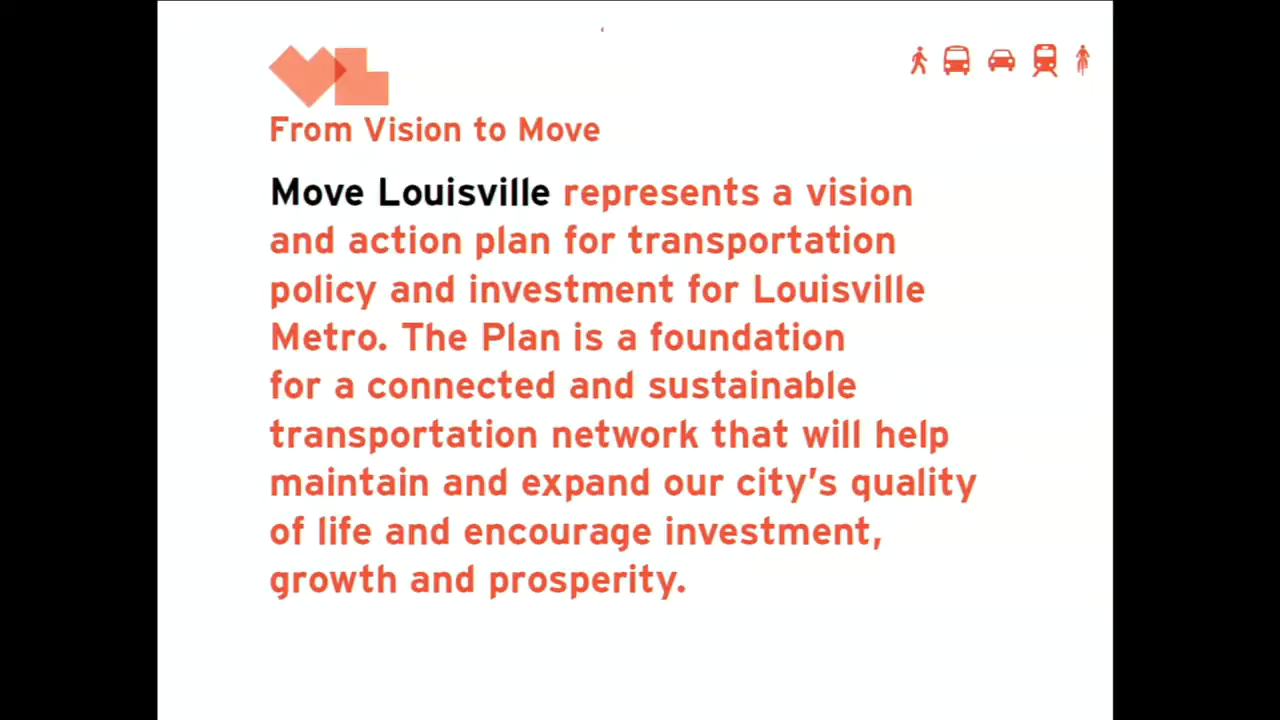 From Vision to Move
Move Louisville represents a vision
and action plan for transportation
policy and investment for Louisville
Metro. The Plan is a foundation
for a connected and sustainable
transportation network that will help
maintain and expand our city's quality
of life and encourage investment,
growth and prosperity.